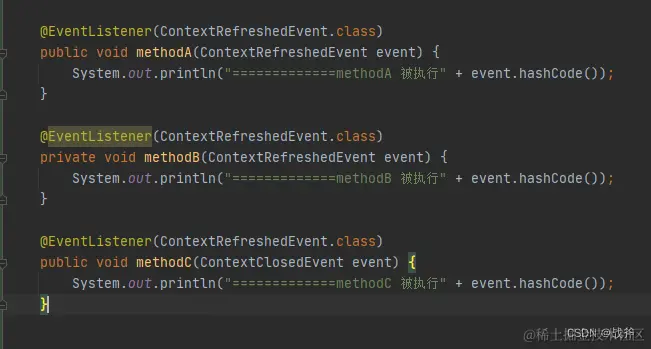 @EventListener(ContextRefreshedEvent.class)
public void methodA(ContextRefreshedEvent event) {
System.out.println("=============methodA 被执行" + event.hashCode());
}
@EventListener(ContextRefreshedEvent.class)
private void methodB(ContextRefreshedEvent event) {
System.out.println("=============methodB 被执行" + event.hashCode());
}
@EventListener(ContextRefreshedEvent.class)
public void methodC(ContextClosedEvent event) {
System.out.println("=============methodC 被执行" + event.hashCode());
}
CSDN @战斧
@稀土掘金技术社区